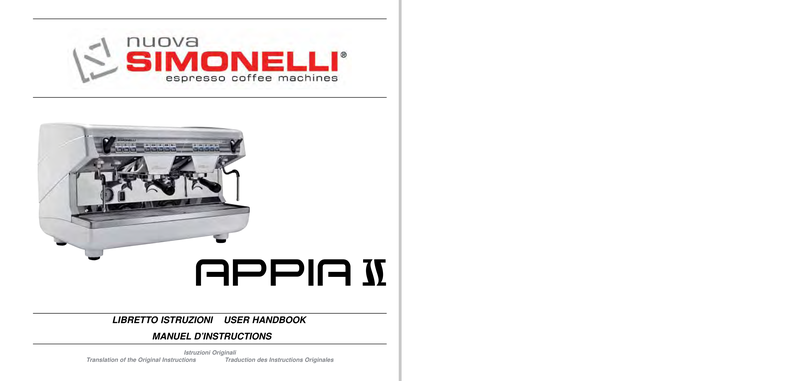 nuova
SIMONELLI®
espresso coffee machines
APPIA II
LIBRETTO ISTRUZIONI USER HANDBOOK
MANUEL D'INSTRUCTIONS
Istruzioni Originali
Translation of the Original Instructions Traduction des Instructions Originales